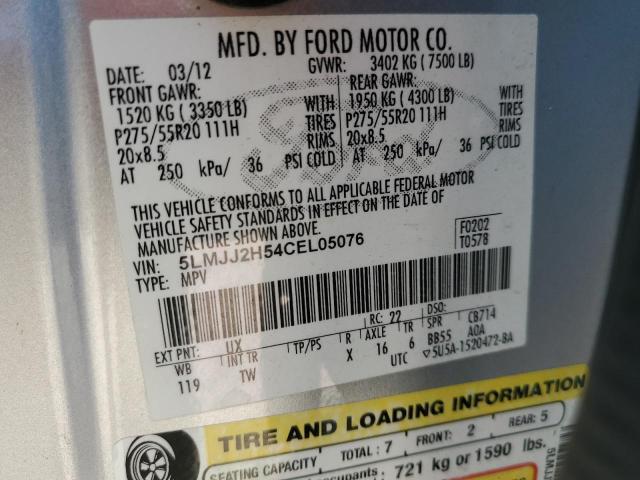 MFD. BY FORD MOTOR CO.
DATE: 03/12 GVWR: 3402 KG (7500 LB)
FRONT GAWR: REAR GAWR:
1520 KG (3350 LB) WITH 1950 KG (4300 LB) WITH
P275/55R20 111H TIRES P275/55R20 111H TIRES
20x8.5 RIMS 20x8.5 RIMS
AT 250 kPa/ 36 PSI COLD AT 250 kPa/ 36 PSI COLD
Ford
THIS VEHICLE CONFORMS TO ALL APPLICABLE FEDERAL MOTOR
VEHICLE SAFETY STANDARDS IN EFFECT ON THE DATE OF
MANUFACTURE SHOWN ABOVE.
VIN: 5LMJJ2H54CEL05076 F0202
TYPE: MPV T0578
EXT PNT: UX RC: 22 DSO:
WB INT TR TP/PS R AXLE TR SPR CB714
119 TW X 16 6 BB55 A0A
UTC 5U5A-1520472-BA
TIRE AND LOADING INFORMATION
SEATING CAPACITY TOTAL: 7 FRONT: 2 REAR: 5
721 kg or 1590 lbs.